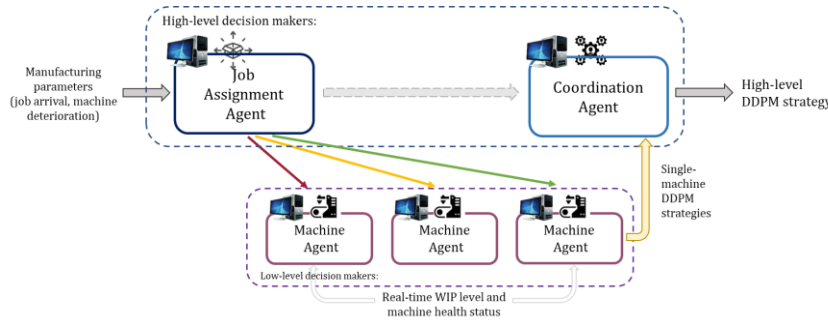 High-level decision makers:
Manufacturing
parameters
(job arrival, machine
deterioration)
Job
Assignment
Agent
Coordination
Agent
High-level
DDPM strategy
Single-
machine
DDPM
strategies
Machine
Agent
Machine
Agent
Machine
Agent
Low-level decision makers:
Real-time WIP level and
machine health status